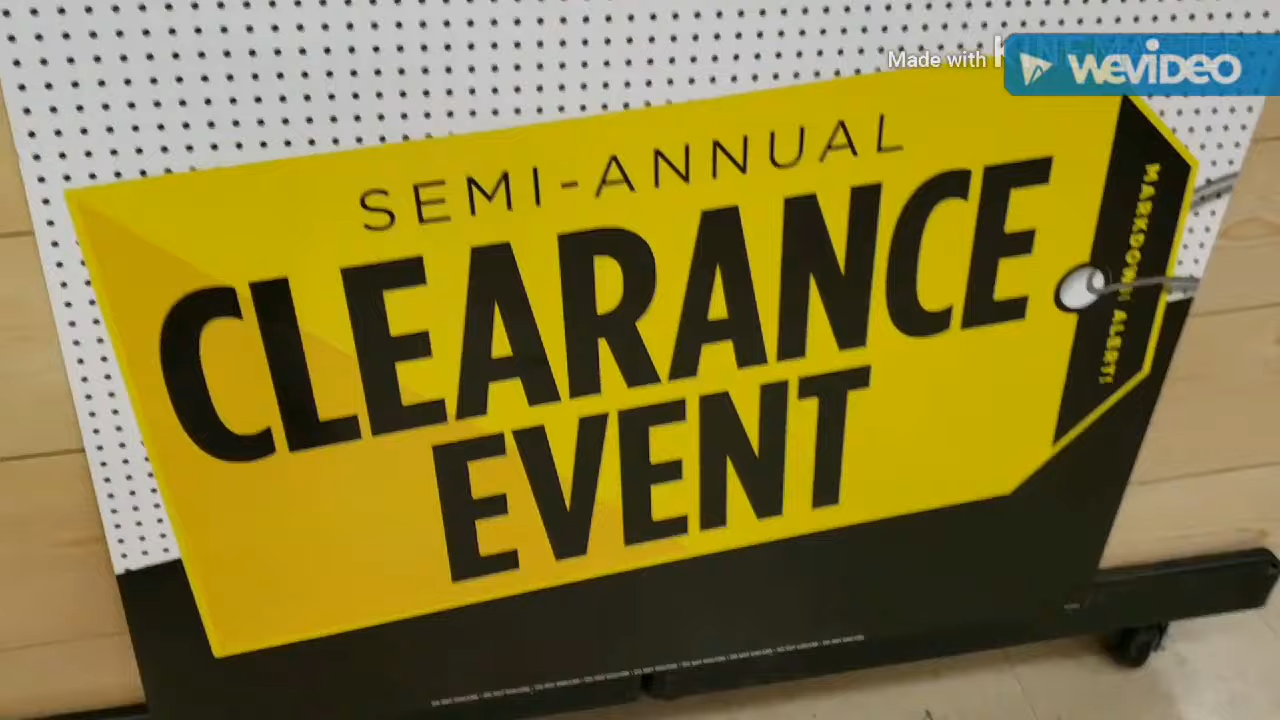 Made with
WEVIDEO
SEMI-ANNUAL
CLEARANCE
EVENT
MARKDOWN ALERT!